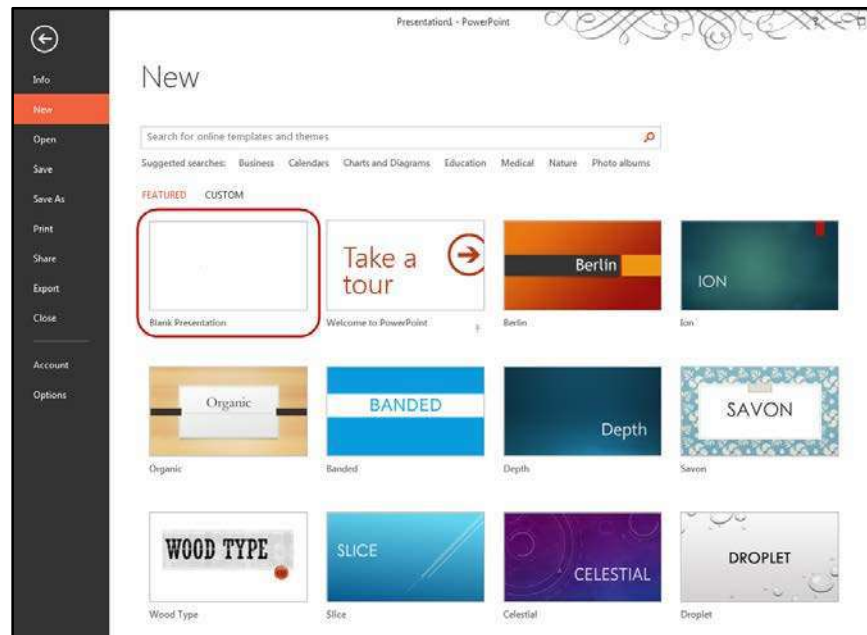 Presentation1 - PowerPoint
?
Info
New
Open
Save
Save As
Print
Share
Export
Close
Account
Options
New
Search for online templates and themes
Suggested searches: Business Calendars Charts and Diagrams Education Medical Nature Photo albums
FEATURED CUSTOM
Take a
tour
Berlin
ION
Blank Presentation
Welcome to PowerPoint
Berlin
Ion
Organic
BANDED
Depth
SAVON
Organic
Banded
Depth
Savon
WOOD TYPE
SLICE
CELESTIAL
DROPLET
Wood Type
Slice
Celestial
Droplet